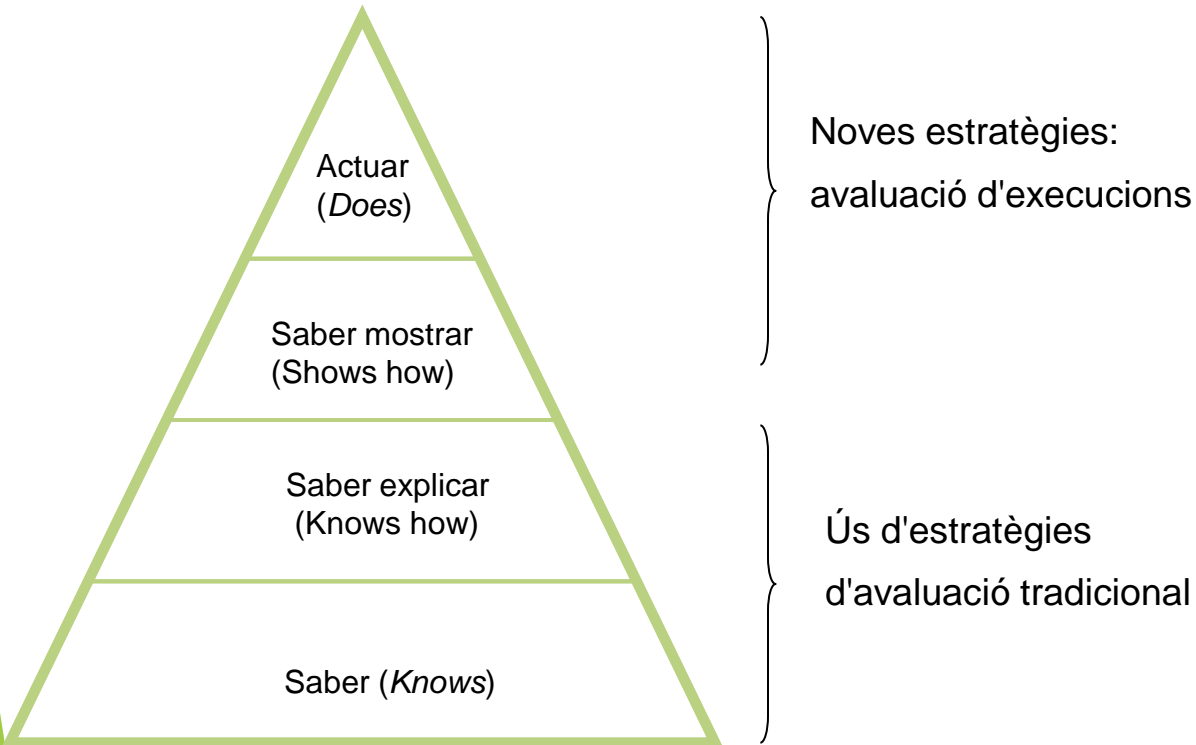 Actuar
(Does)
Saber mostrar
(Shows how)
Saber explicar
(Knows how)
Saber (Knows)
Noves estratègies:
avaluació d'execucions
Ús d'estratègies
d'avaluació tradicional